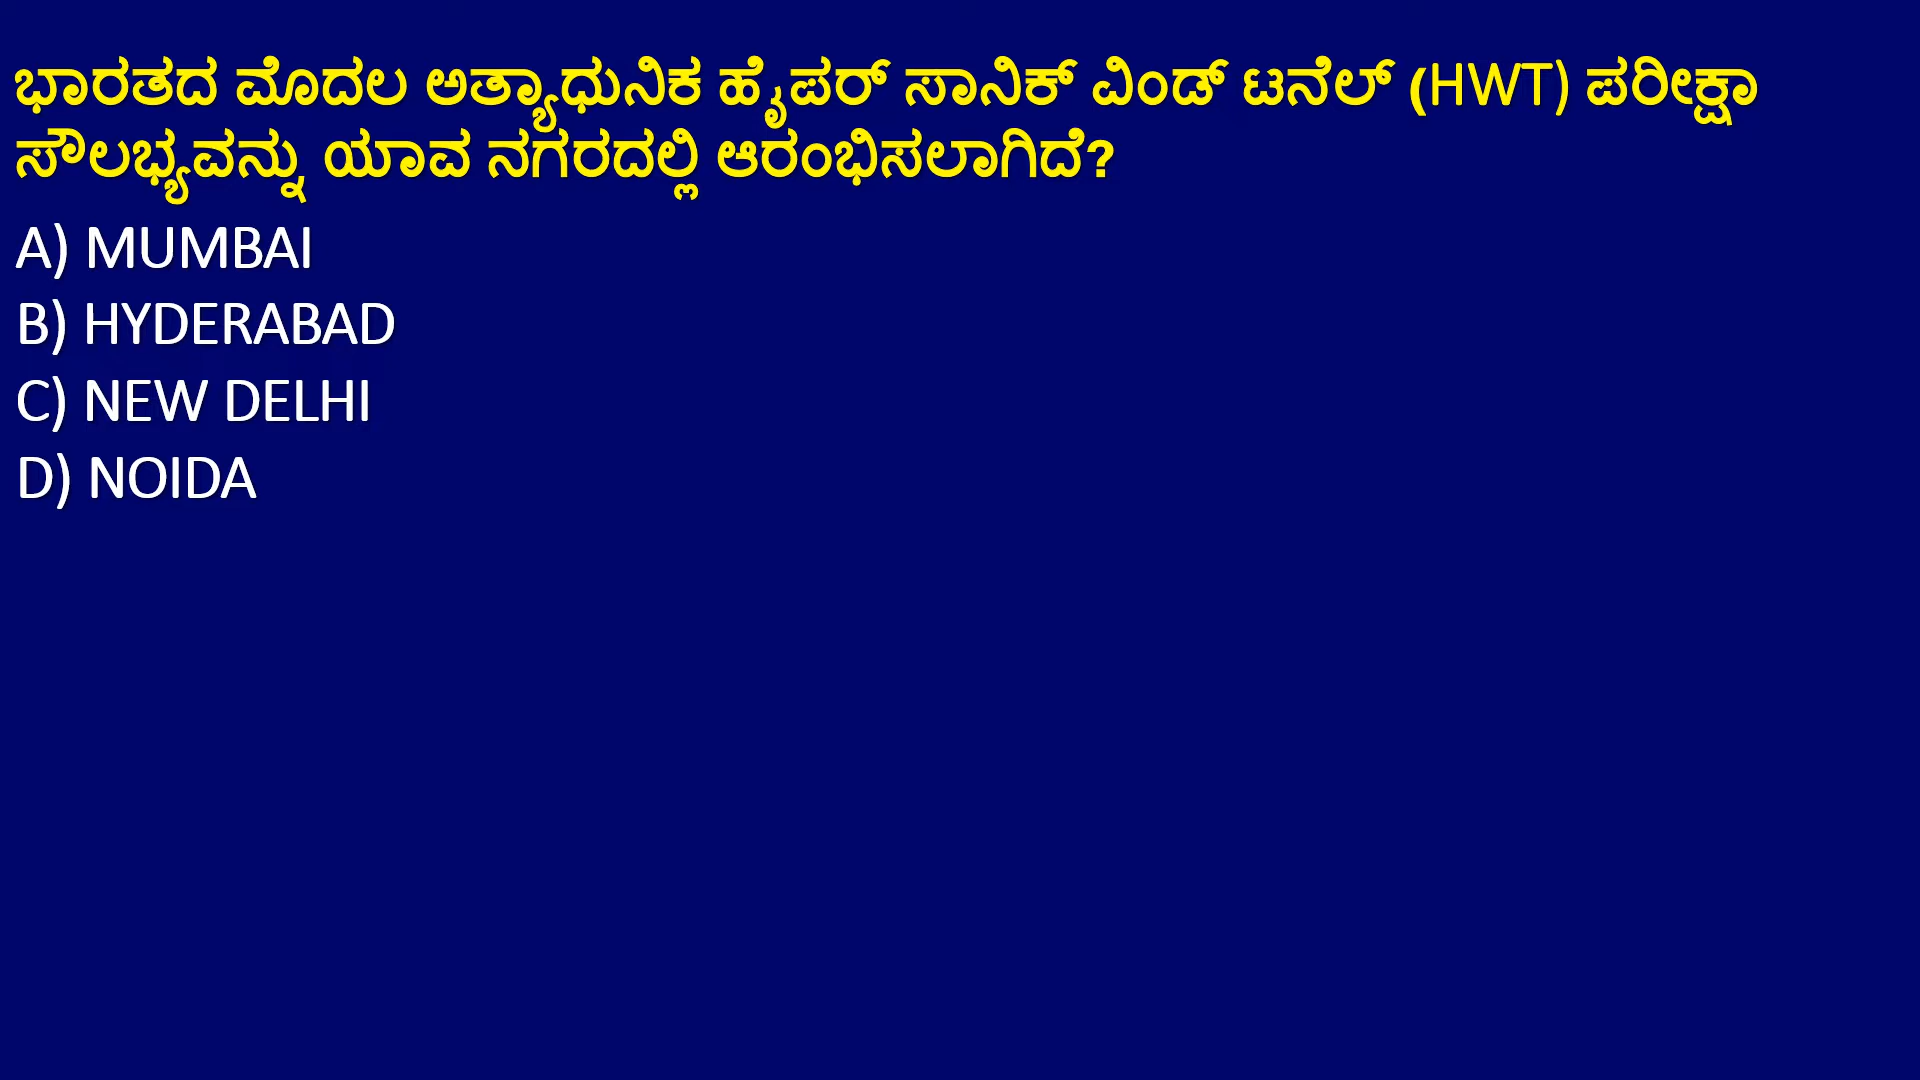 ಭಾರತದ ಮೊದಲ ಅತ್ಯಾಧುನಿಕ ಹೈಪರ್ ಸಾನಿಕ್ ವಿಂಡ್ ಟನೆಲ್ (HWT) ಪರೀಕ್ಷಾ
ಸೌಲಭ್ಯವನ್ನು ಯಾವ ನಗರದಲ್ಲಿ ಆರಂಭಿಸಲಾಗಿದೆ?
A) MUMBAI
B) HYDERABAD
C) NEW DELHI
D) NOIDA